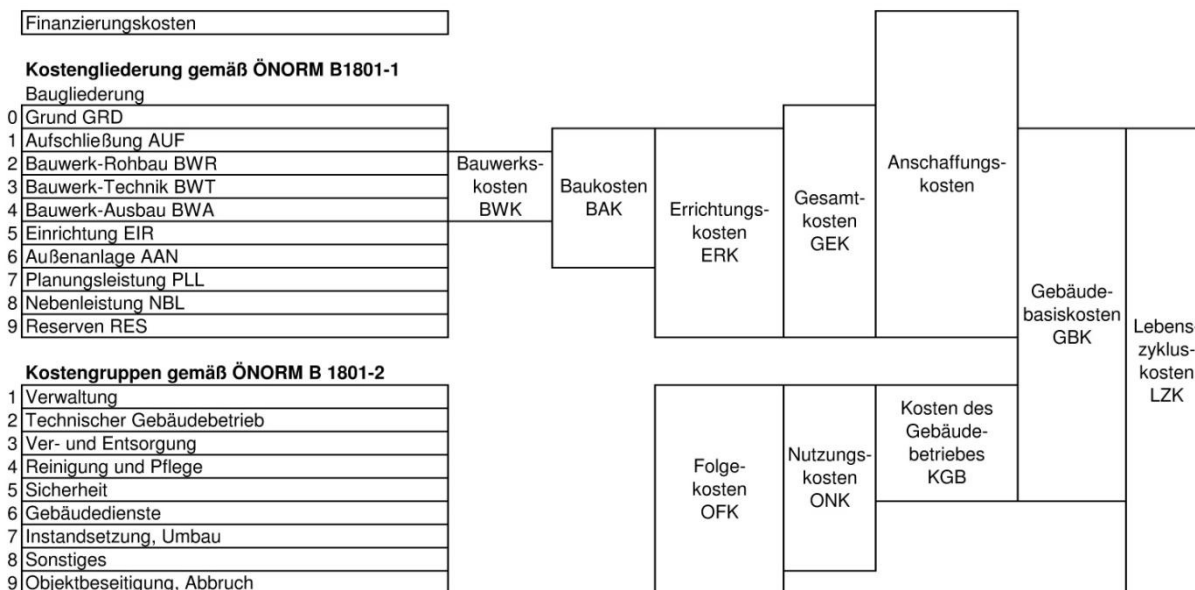 Finanzierungskosten
Kostengliederung gemäß ÖNORM B1801-1
Baugliederung
0 Grund GRD
1 Aufschließung AUF
2 Bauwerk-Rohbau BWR
3 Bauwerk-Technik BWT
4 Bauwerk-Ausbau BWA
5 Einrichtung EIR
6 Außenanlage AAN
7 Planungsleistung PLL
8 Nebenleistung NBL
9 Reserven RES
Bauwerks-
kosten
BWK
Baukosten
BAK
Errichtungs-
kosten
ERK
Gesamt-
kosten
GEK
Anschaffungs-
kosten
Gebäude-
basiskosten
GBK
Lebens-
zyklus-
kosten
LZK
Kostengruppen gemäß ÖNORM B 1801-2
1 Verwaltung
2 Technischer Gebäudebetrieb
3 Ver- und Entsorgung
4 Reinigung und Pflege
5 Sicherheit
6 Gebäudedienste
7 Instandsetzung, Umbau
8 Sonstiges
9 Objektbeseitigung, Abbruch
Folge-
kosten
OFK
Nutzungs-
kosten
ONK
Kosten des
Gebäude-
betriebes
KGB